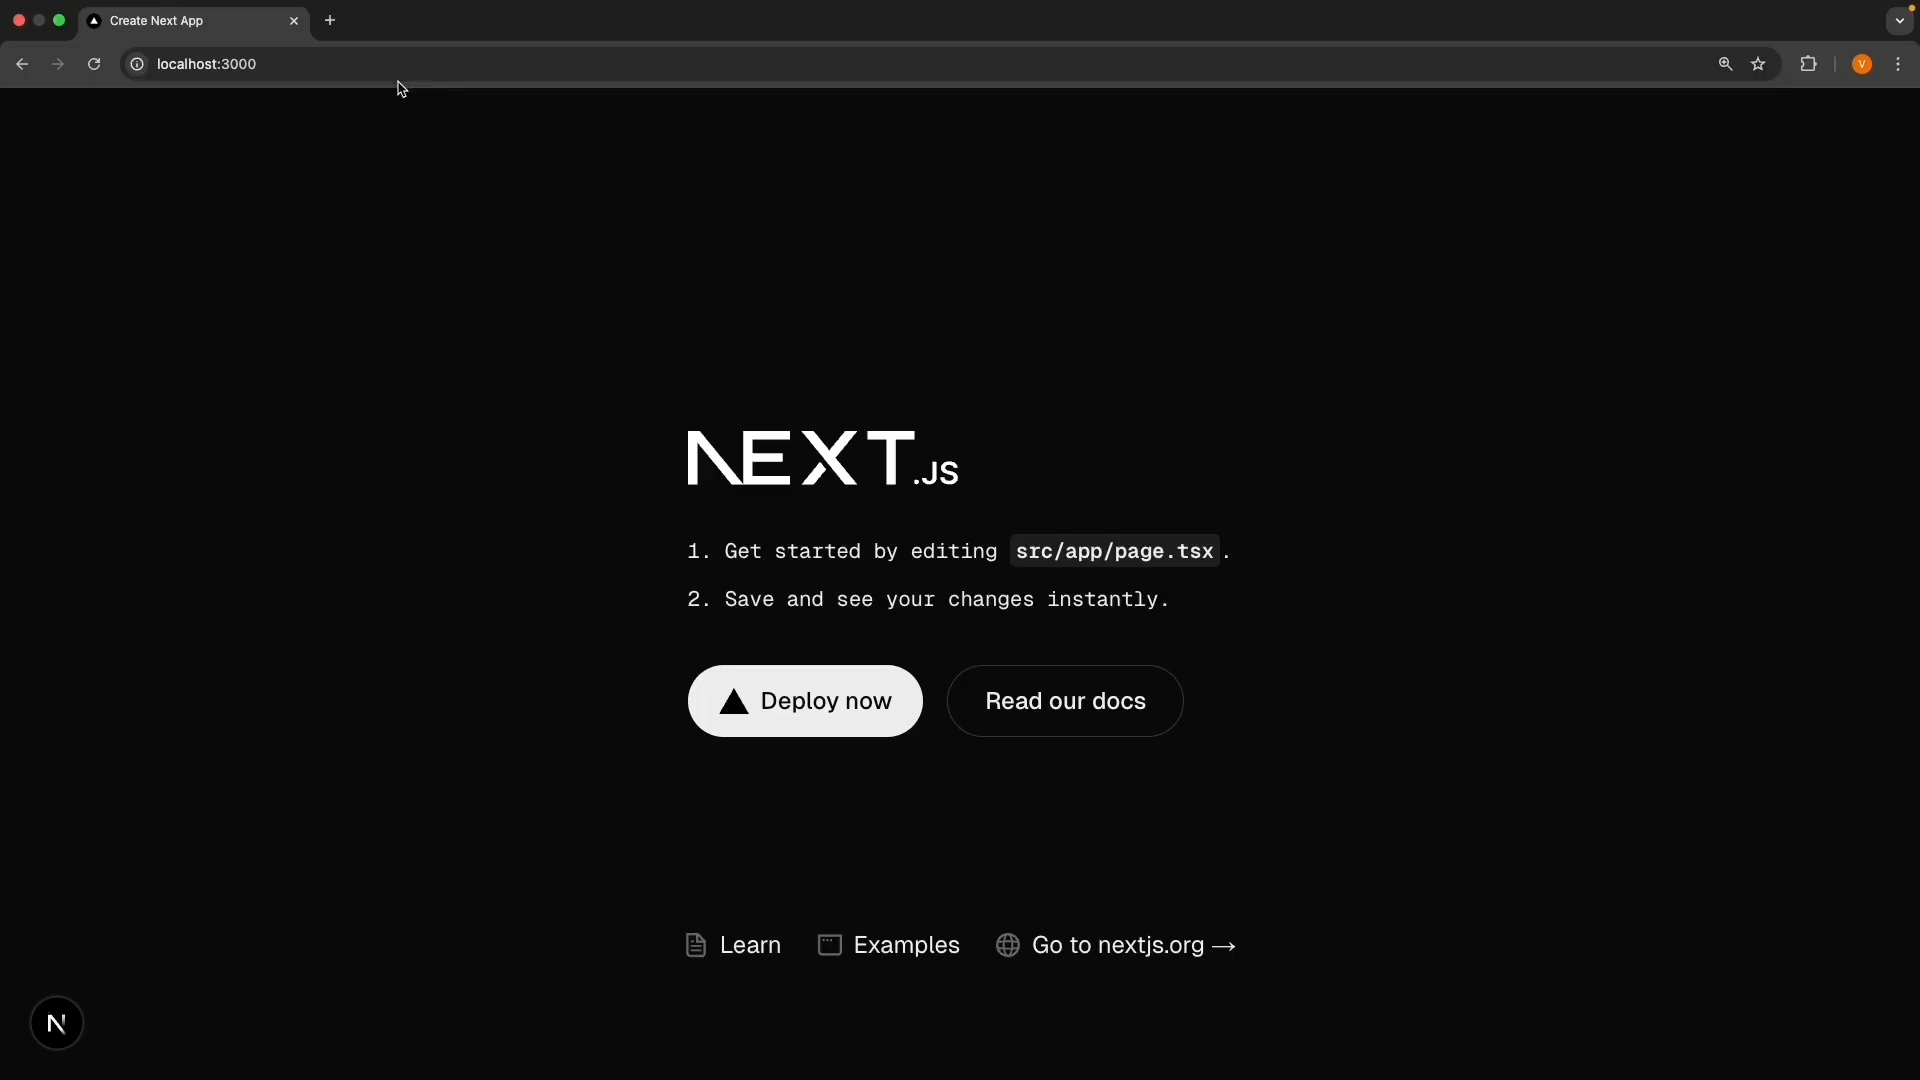 Create Next App
localhost:3000
V
NEXT.JS
1. Get started by editing src/app/page.tsx.
2. Save and see your changes instantly.
Deploy now
Read our docs
Learn
Examples
Go to nextjs.org →
N